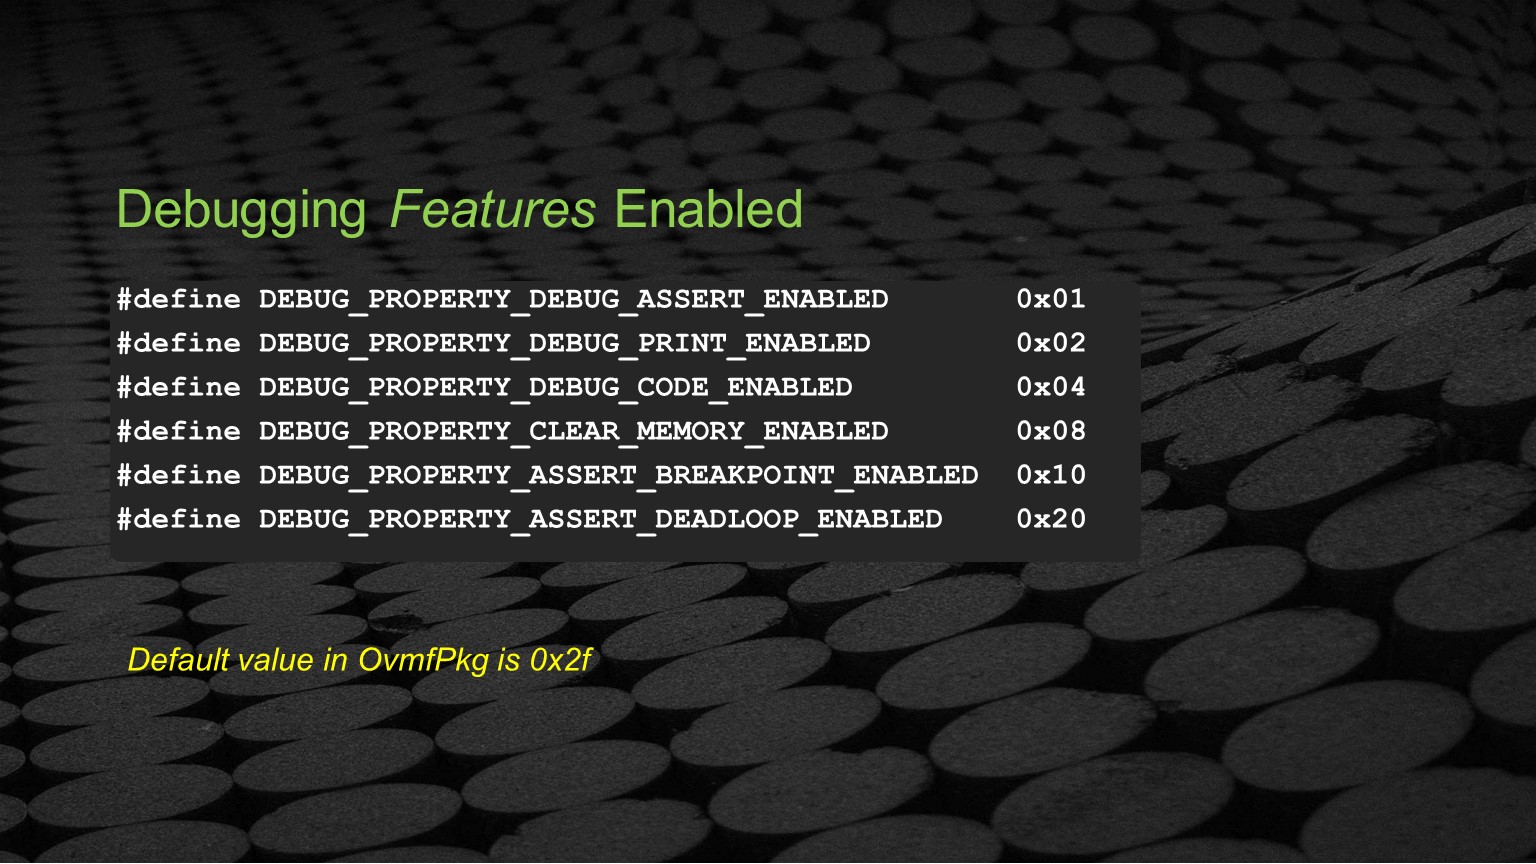 Debugging Features Enabled
#define DEBUG_PROPERTY_DEBUG_ASSERT_ENABLED 0x01
#define DEBUG_PROPERTY_DEBUG_PRINT_ENABLED 0x02
#define DEBUG_PROPERTY_DEBUG_CODE_ENABLED 0x04
#define DEBUG_PROPERTY_CLEAR_MEMORY_ENABLED 0x08
#define DEBUG_PROPERTY_ASSERT_BREAKPOINT_ENABLED 0x10
#define DEBUG_PROPERTY_ASSERT_DEADLOOP_ENABLED 0x20
Default value in OvmfPkg is 0x2f